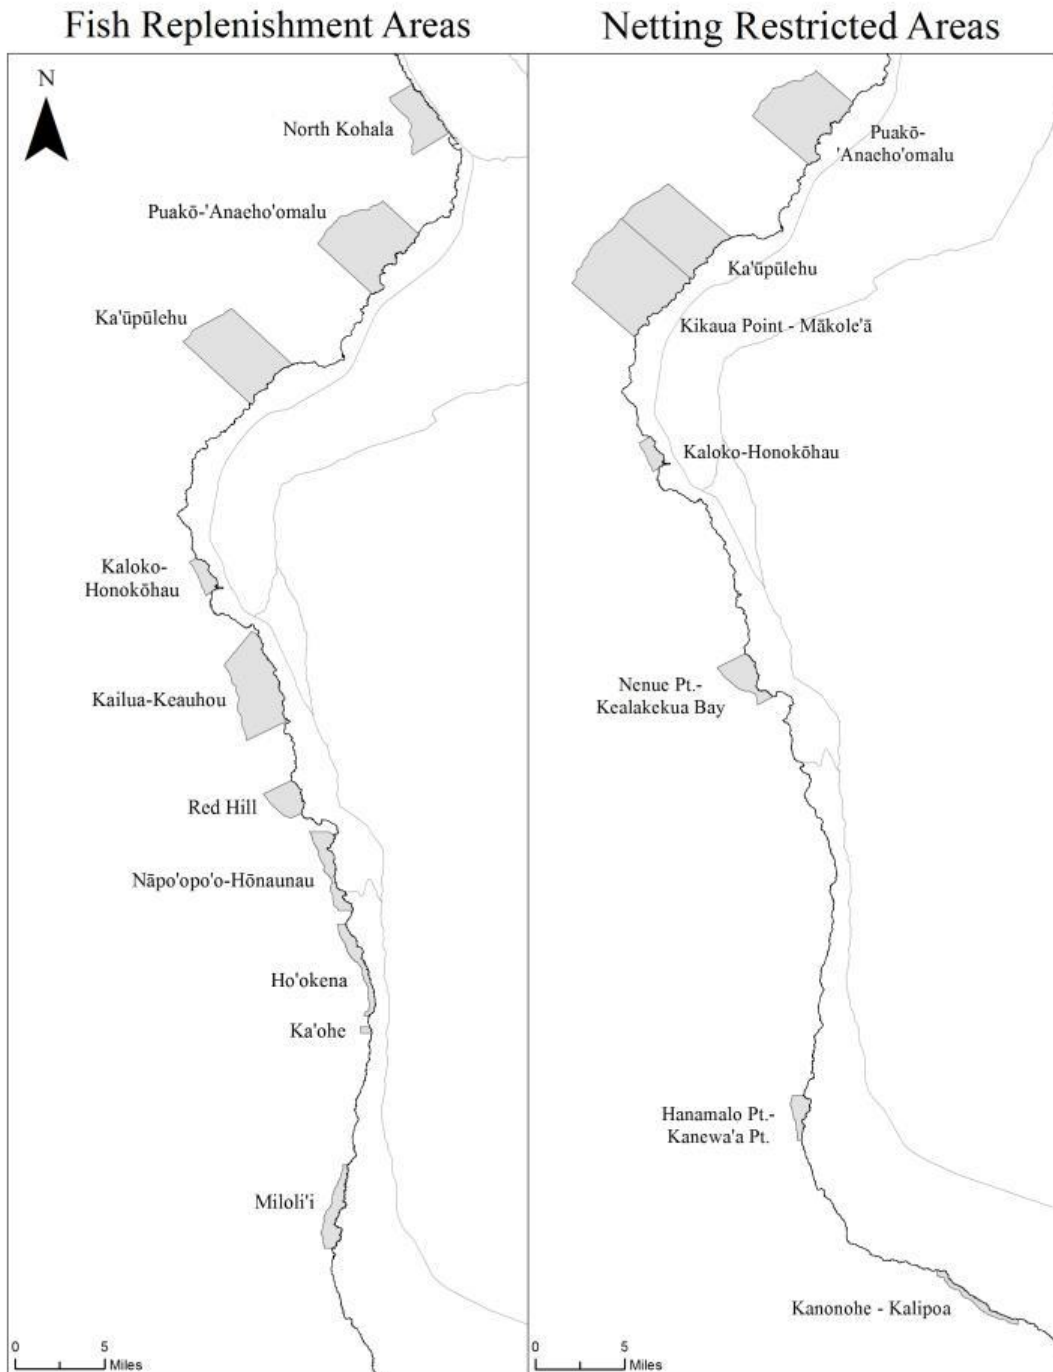 Fish Replenishment Areas
N
North Kohala
Puakō-'Anaeho'omalu
Ka'ūpūlehu
Kaloko-
Honokōhau
Kailua-Keauhou
Red Hill
Nāpo'opo'o-Hōnaunau
Ho'okena
Ka'ohe
Miloli'i
0 5
Miles
Netting Restricted Areas
Puakō-
'Anaeho'omalu
Ka'ūpūlehu
Kikaua Point - Mākole'ā
Kaloko-Honokōhau
Nenue Pt.-
Kealakekua Bay
Hanamalo Pt.-
Kanewa'a Pt.
Kanonohe - Kalipoa
0 5
Miles